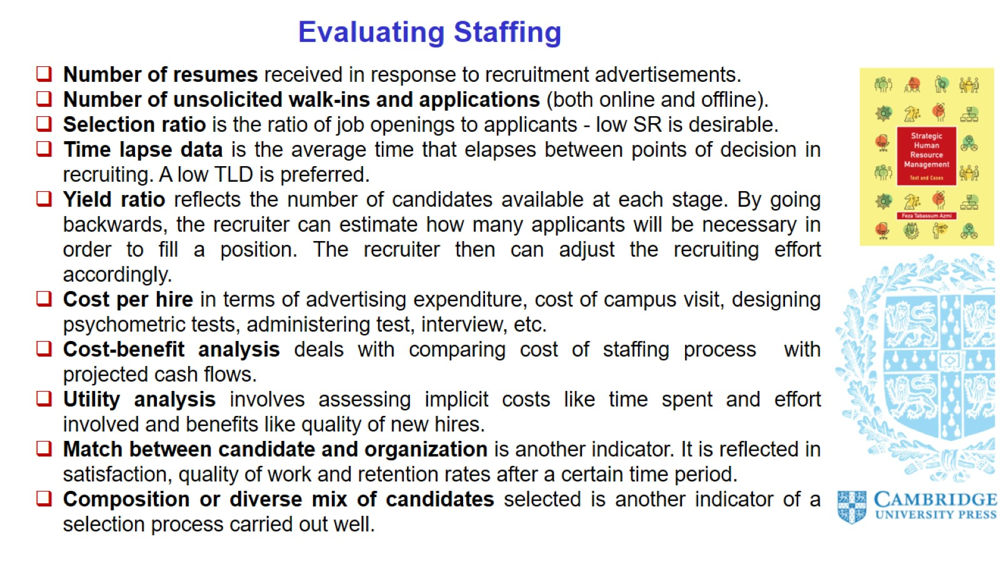 Evaluating Staffing
❑ Number of resumes received in response to recruitment advertisements.
❑ Number of unsolicited walk-ins and applications (both online and offline).
❑ Selection ratio is the ratio of job openings to applicants - low SR is desirable.
❑ Time lapse data is the average time that elapses between points of decision in
recruiting. A low TLD is preferred.
❑ Yield ratio reflects the number of candidates available at each stage. By going
backwards, the recruiter can estimate how many applicants will be necessary in
order to fill a position. The recruiter then can adjust the recruiting effort
accordingly.
❑ Cost per hire in terms of advertising expenditure, cost of campus visit, designing
psychometric tests, administering test, interview, etc.
❑ Cost-benefit analysis deals with comparing cost of staffing process with
projected cash flows.
❑ Utility analysis involves assessing implicit costs like time spent and effort
involved and benefits like quality of new hires.
❑ Match between candidate and organization is another indicator. It is reflected in
satisfaction, quality of work and retention rates after a certain time period.
❑ Composition or diverse mix of candidates selected is another indicator of a
selection process carried out well.
Strategic
Human
Resource
Management
Text and Cases
Feza Tabassum Azmi
CAMBRIDGE
UNIVERSITY PRESS